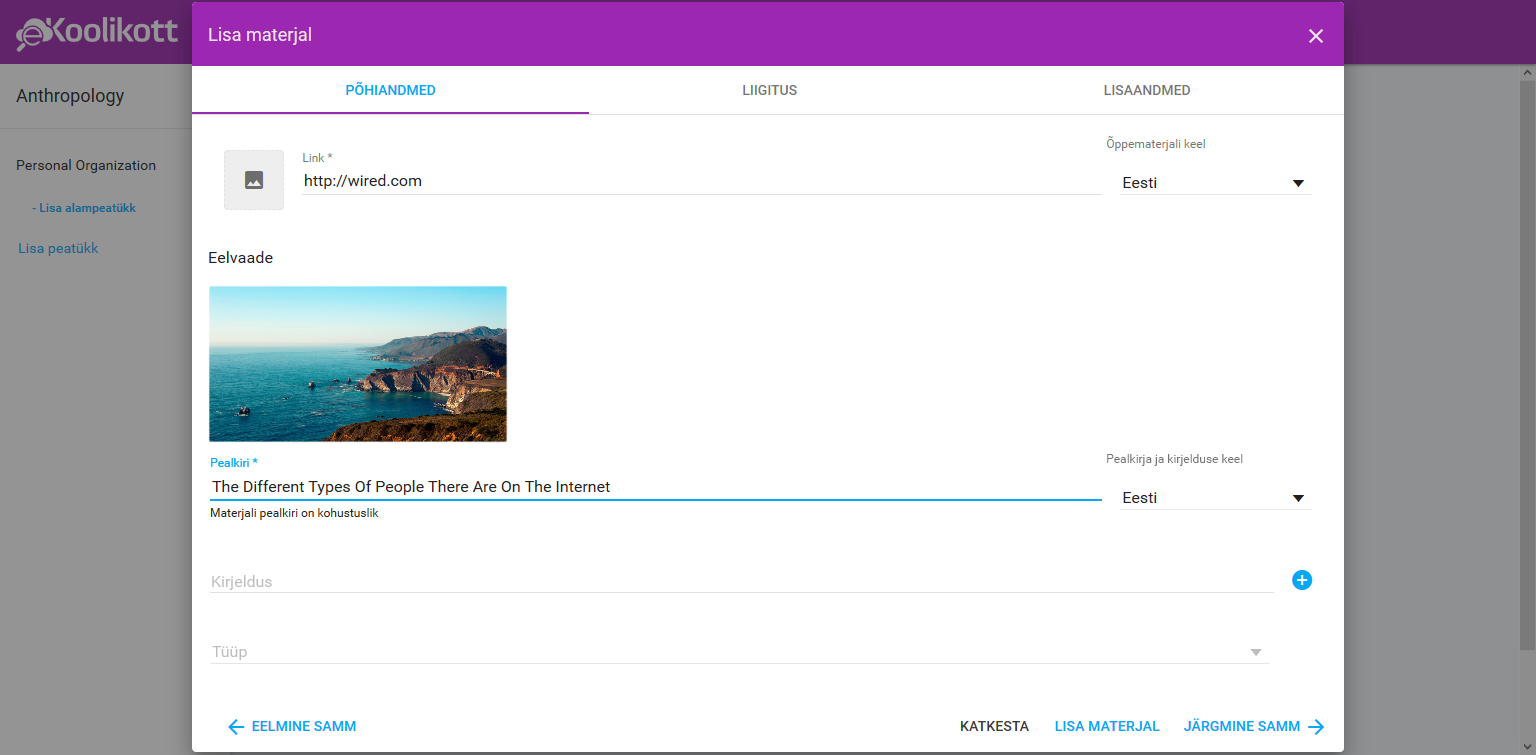 eKoolikott
Lisa materjal
Anthropology
Personal Organization
- Lisa alampeatükk
Lisa peatükk
PÕHIANDMED
LIIGITUS
LISAANDMED
Link *
http://wired.com
Õppematerjali keel
Eesti
Eelvaade
Pealkiri *
The Different Types Of People There Are On The Internet
Materjali pealkiri on kohustuslik
Pealkirja ja kirjelduse keel
Eesti
Kirjeldus
Tüüp
EELMINE SAMM
KATKESTA
LISA MATERJAL
JÄRGMINE SAMM